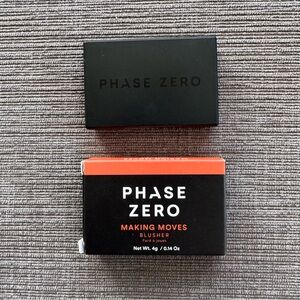 PHASE ZERO
PHASE
ZERO
MAKING MOVES
BLUSHER
Fard à joues
Net Wt. 4g / 0.14 Oz